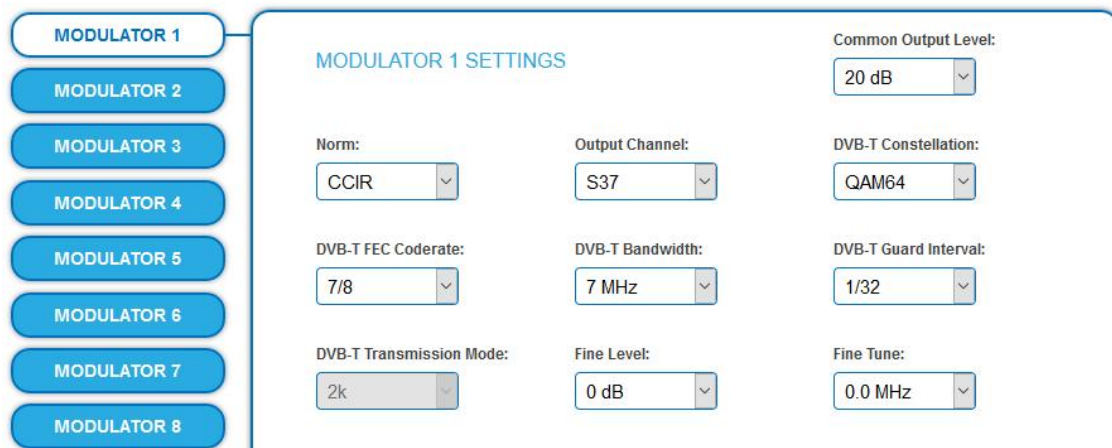 MODULATOR 1
MODULATOR 2
MODULATOR 3
MODULATOR 4
MODULATOR 5
MODULATOR 6
MODULATOR 7
MODULATOR 8
MODULATOR 1 SETTINGS
Common Output Level:
20 dB
Norm:
CCIR
Output Channel:
S37
DVB-T Constellation:
QAM64
DVB-T FEC Coderate:
7/8
DVB-T Bandwidth:
7 MHz
DVB-T Guard Interval:
1/32
DVB-T Transmission Mode:
2k
Fine Level:
0 dB
Fine Tune:
0.0 MHz